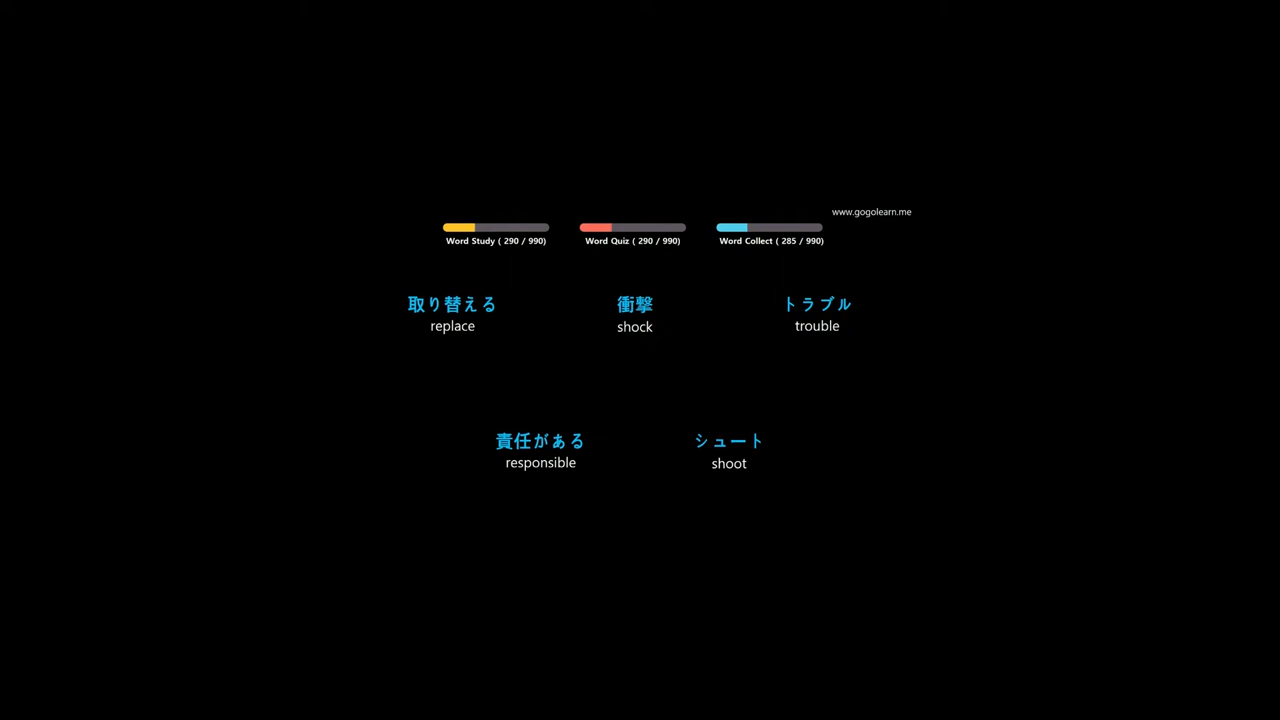 www.gogolearn.me
Word Study ( 290 / 990) Word Quiz ( 290 / 990) Word Collect ( 285 / 990)
取り替える 衝撃 トラブル
replace shock trouble
責任がある シュート
responsible shoot